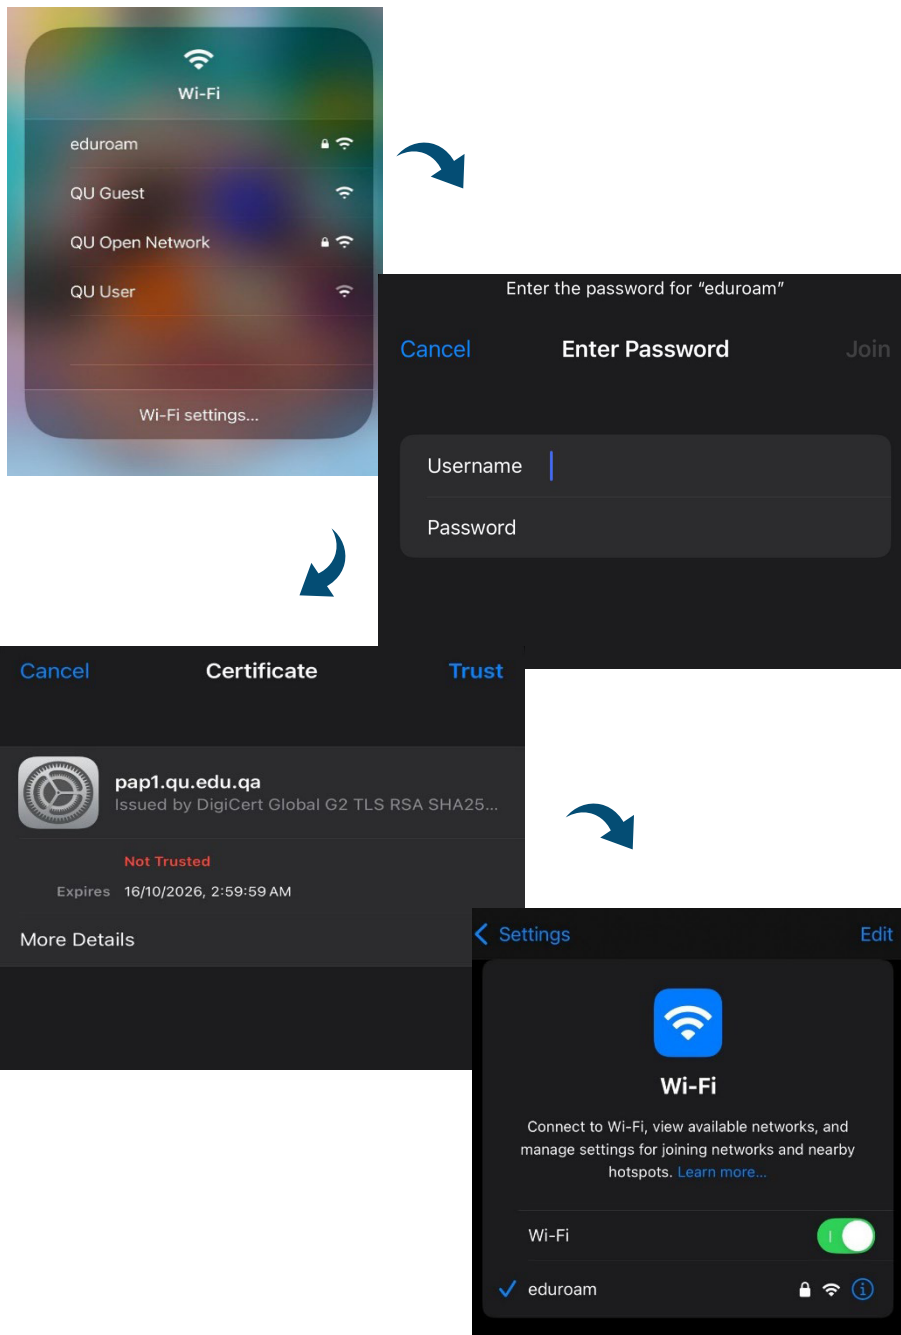 Wi-Fi
eduroam
QU Guest
QU Open Network
QU User
Wi-Fi settings...
Enter the password for “eduroam”
Cancel
Enter Password
Join
Username
Password
Cancel
Certificate
Trust
pap1.qu.edu.qa
Issued by DigiCert Global G2 TLS RSA SHA25...
Not Trusted
Expires 16/10/2026, 2:59:59 AM
More Details
Settings
Edit
Wi-Fi
Connect to Wi-Fi, view available networks, and
manage settings for joining networks and nearby
hotspots. Learn more...
Wi-Fi
eduroam